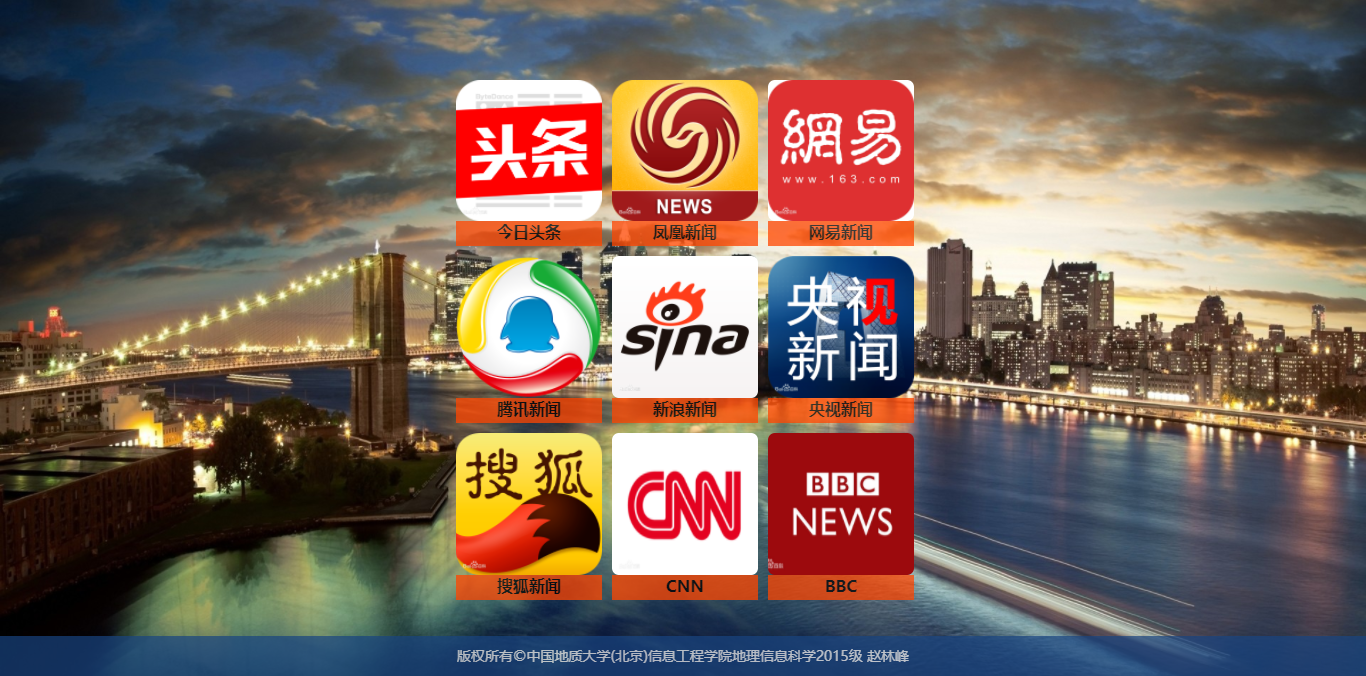 ByteDance
头条
NEWS
網易
www.163.com
今日头条
凤凰新闻
网易新闻
sina
央视
新闻
腾讯新闻
新浪新闻
央视新闻
搜狐
CNN
BBC
NEWS
搜狐新闻
CNN
BBC
版权所有©中国地质大学(北京)信息工程学院地理信息科学2015级 赵林峰